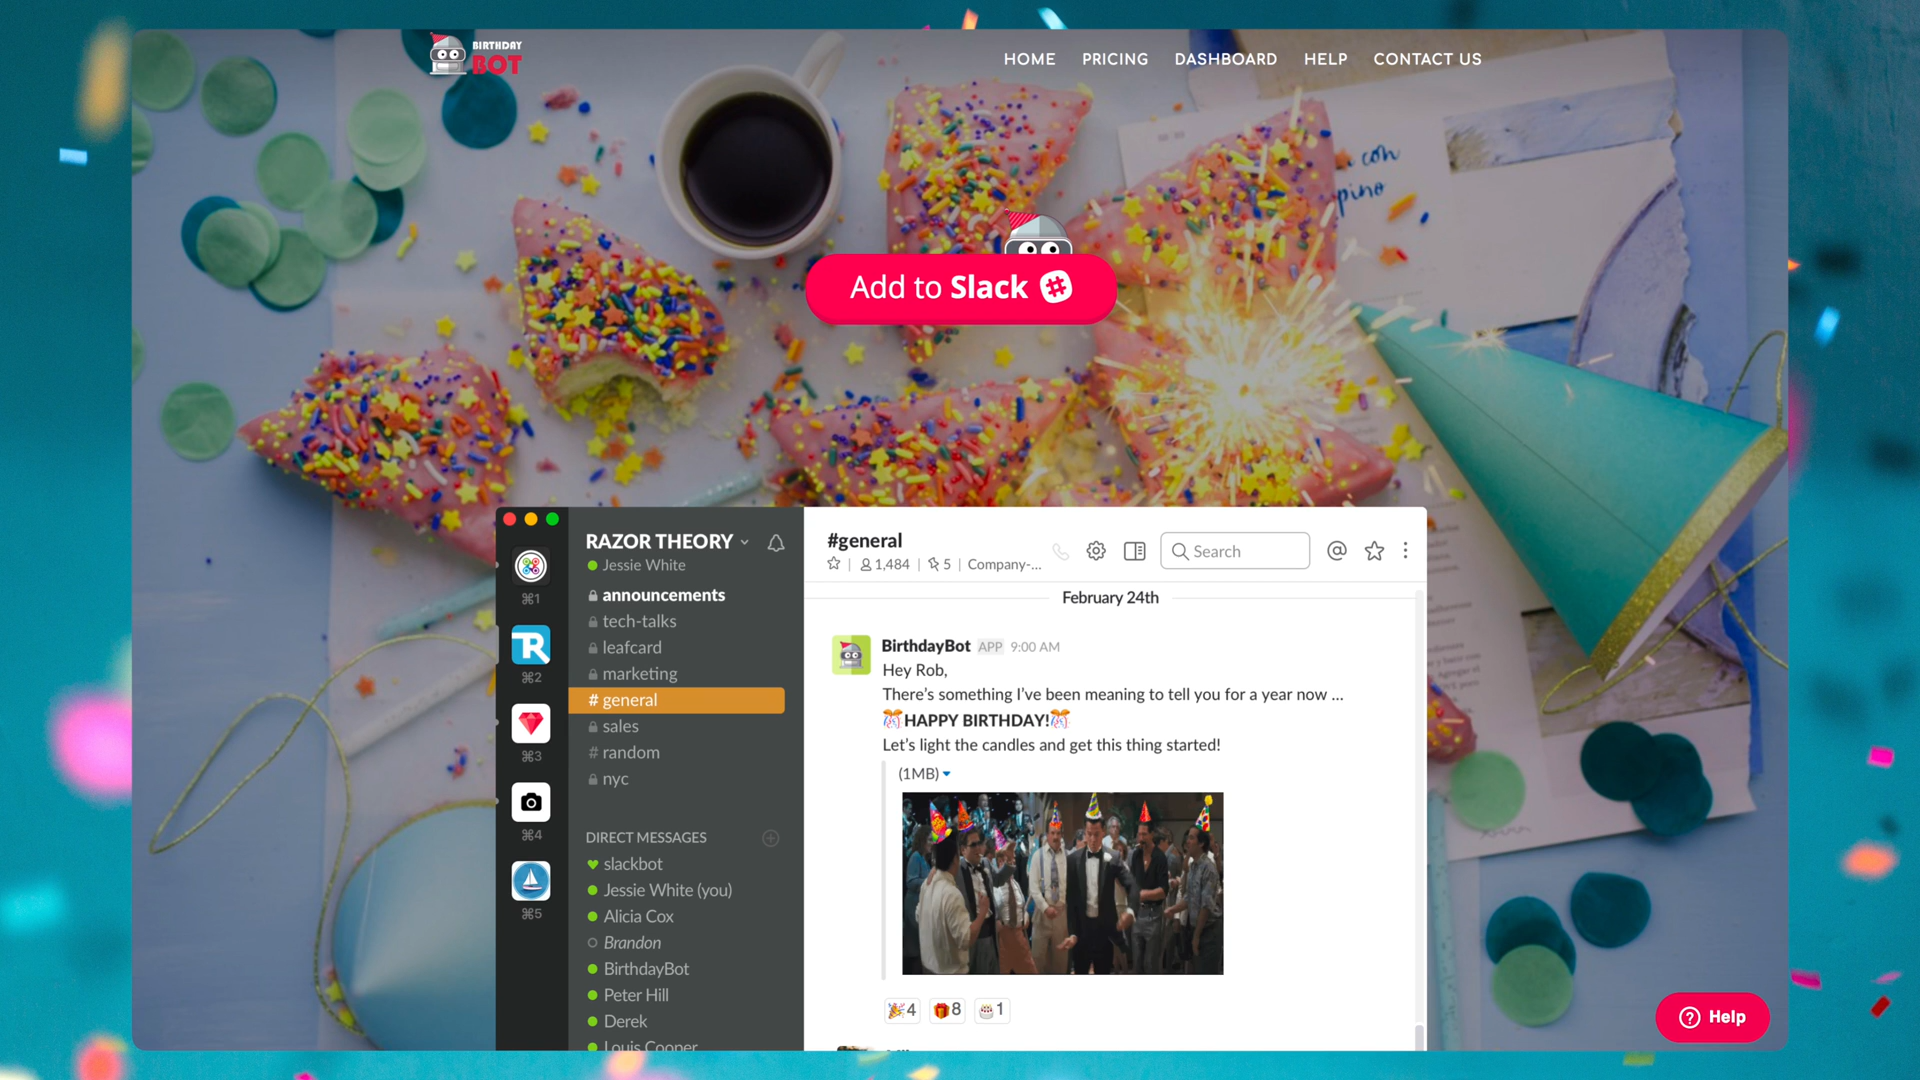 BIRTHDAY
BOT
HOME PRICING DASHBOARD HELP CONTACT US
con
pino
Add to Slack
RAZOR THEORY
Jessie White
announcements
tech-talks
leafcard
marketing
# general
sales
# random
nyc
DIRECT MESSAGES
slackbot
Jessie White (you)
Alicia Cox
Brandon
BirthdayBot
Peter Hill
Derek
Louis Cooper
⌘1
⌘2
⌘3
⌘4
⌘5
#general
1,484 | 5 | Company-...
Search
February 24th
BirthdayBot APP 9:00 AM
Hey Rob,
There's something I've been meaning to tell you for a year now ...
🎊HAPPY BIRTHDAY!🎊
Let's light the candles and get this thing started!
(1MB)
4 8 1
Help